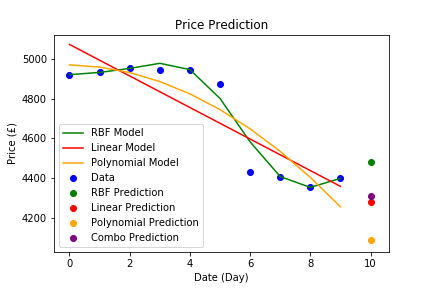 Price Prediction
Price (£)
5000
4800
4600
4400
4200
RBF Model
Linear Model
Polynomial Model
Data
RBF Prediction
Linear Prediction
Polynomial Prediction
Combo Prediction
0 2 4 6 8 10
Date (Day)